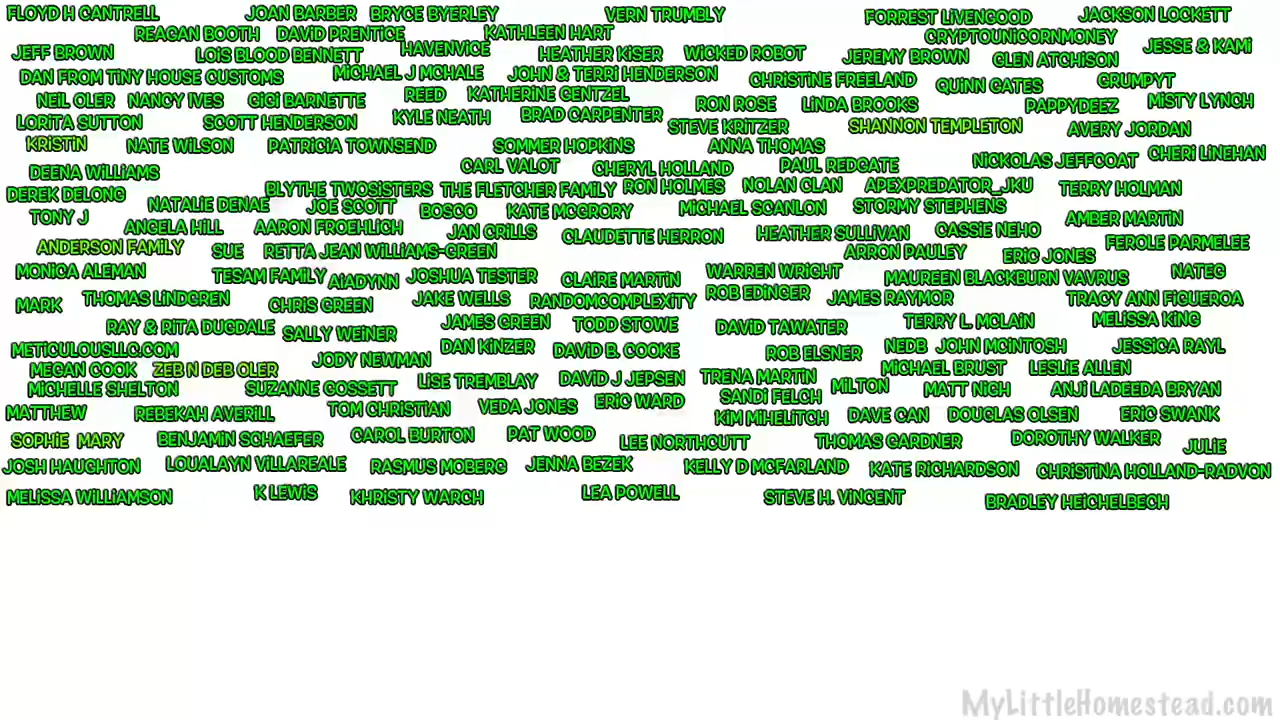 FLOYD H CANTRELL JOAN BARBER BRYCE BYERLEY VERN TRUMBLY FORREST LIVENGOOD JACKSON LOCKETT
REAGAN BOOTH DAVID PRENTICE KATHLEEN HART CRYPTOUNICORNMONEY
JEFF BROWN LOIS BLOOD BENNETT HAVENVICE HEATHER KISER WICKED ROBOT JEREMY BROWN GLEN ATCHISON JESSE & KAMI
DAN FROM TINY HOUSE CUSTOMS MICHAEL J MCHALE JOHN & TERRI HENDERSON CHRISTINE FREELAND QUINN GATES GRUMPYT
NEIL OLER NANCY IVES GIGI BARNETTE REED KATHERINE GENTZEL RON ROSE LINDA BROOKS PAPPYDEEZ MISTY LYNCH
LORITA SUTTON SCOTT HENDERSON KYLE NEATH BRAD CARPENTER STEVE KRITZER SHANNON TEMPLETON AVERY JORDAN
KRISTIN NATE WILSON PATRICIA TOWNSEND SOMMER HOPKINS ANNA THOMAS NICKOLAS JEFFCOAT CHERI LINEHAN
DEENA WILLIAMS CARL VALOT CHERYL HOLLAND PAUL REDGATE
DEREK DELONG BLYTHE TWOSISTERS THE FLETCHER FAMILY RON HOLMES NOLAN CLAN APEXPREDATOR_JKU TERRY HOLMAN
TONY J NATALIE DENAE JOE SCOTT BOSCO KATE MCGRORY MICHAEL SCANLON STORMY STEPHENS AMBER MARTIN
ANGELA HILL AARON FROEHLICH JAN CRILLS CLAUDETTE HERRON HEATHER SULLIVAN CASSIE NEHO
ANDERSON FAMILY SUE RETTA JEAN WILLIAMS-GREEN ARRON PAULEY ERIC JONES FEROLE PARMELEE
MONICA ALEMAN TESAM FAMILY AIADYNN JOSHUA TESTER CLAIRE MARTIN WARREN WRIGHT MAUREEN BLACKBURN VAVRUS NATEG
MARK THOMAS LINDGREN CHRIS GREEN JAKE WELLS RANDOMCOMPLEXITY ROB EDINGER JAMES RAYMOR TRACY ANN FIGUEROA
RAY & RITA DUGDALE SALLY WEINER JAMES GREEN TODD STOWE DAVID TAWATER TERRY L. MCLAIN MELISSA KING
METICULOUSLLC.COM DAN KINZER DAVID B. COOKE ROB ELSNER NEDB JOHN MCINTOSH JESSICA RAYL
MEGAN COOK ZEB N DEB OLER JODY NEWMAN MICHAEL BRUST LESLIE ALLEN
MICHELLE SHELTON SUZANNE GOSSETT LISE TREMBLAY DAVID J JEPSEN TRENA MARTIN MILTON MATT NIGH ANJI LADEEDA BRYAN
MATTHEW REBEKAH AVERILL TOM CHRISTIAN VEDA JONES ERIC WARD SANDI FELCH
KIM MIHELITCH DAVE CAN DOUGLAS OLSEN ERIC SWANK
SOPHIE MARY BENJAMIN SCHAEFER CAROL BURTON PAT WOOD LEE NORTHCUTT THOMAS GARDNER DOROTHY WALKER JULIE
JOSH HAUGHTON LOUALAYN VILLAREALE RASMUS MOBERG JENNA BEZEK KELLY D MCFARLAND KATE RICHARDSON CHRISTINA HOLLAND-RADVON
MELISSA WILLIAMSON K LEWIS KHRISTY WARCH LEA POWELL STEVE H. VINCENT BRADLEY HEICHELBECH
MyLittleHomestead.com